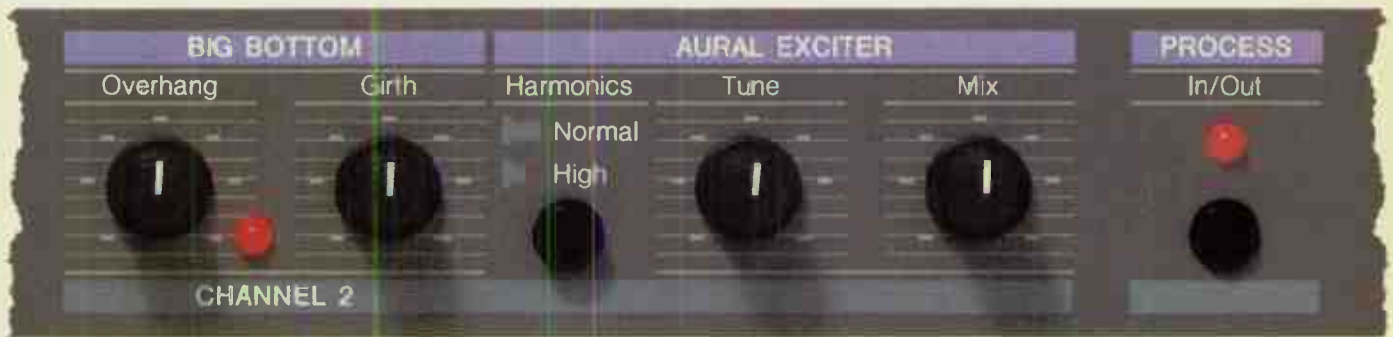 BIG BOTTOM AURAL EXCITER PROCESS
Overhang Girth Harmonics Tune Mix In/Out
Normal
High
CHANNEL 2